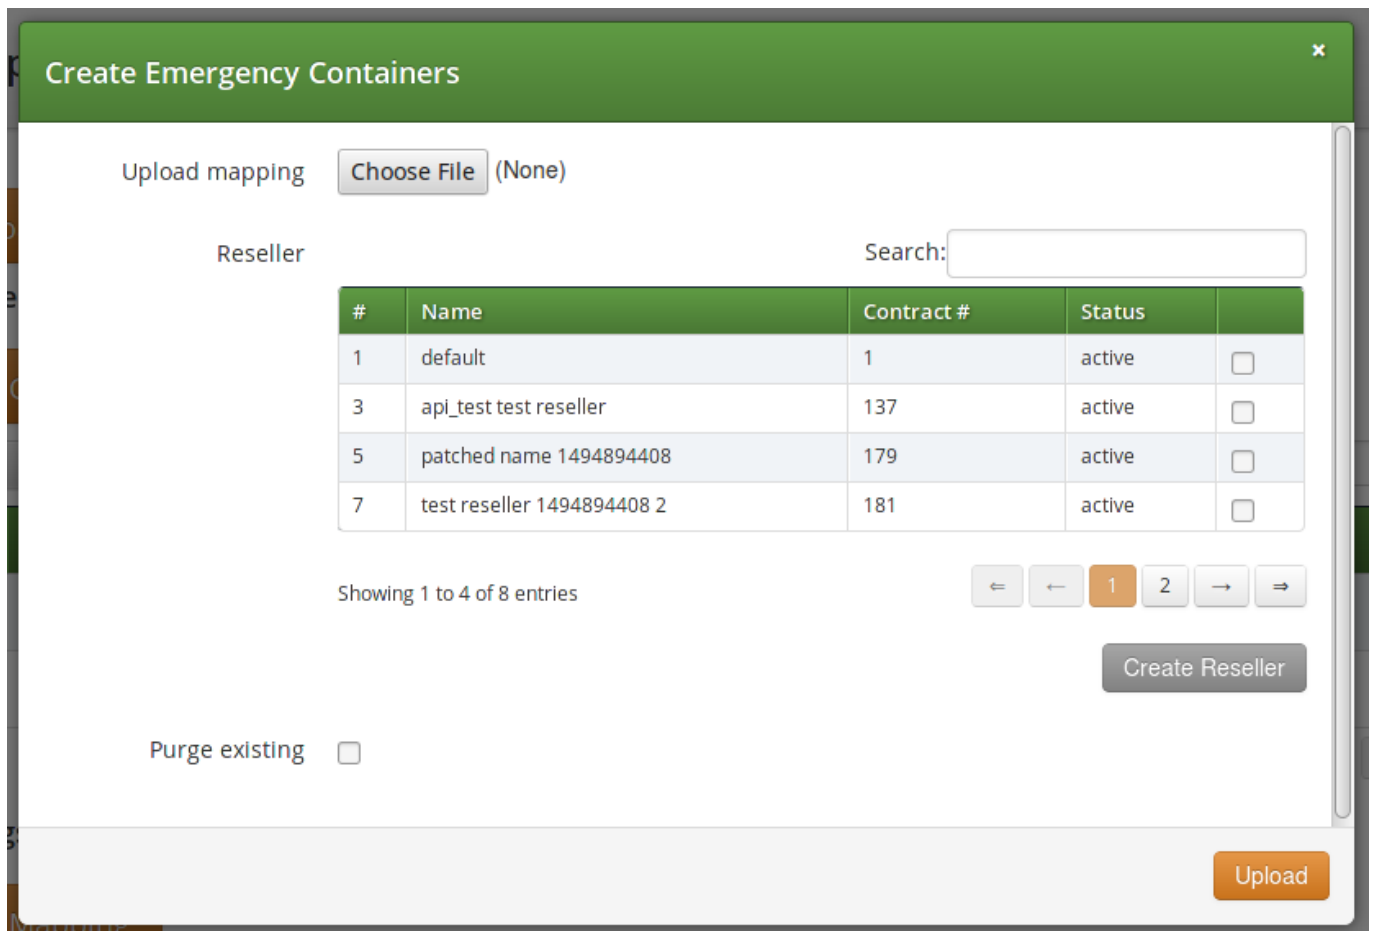 Create Emergency Containers ×
Upload mapping Choose File (None)
Reseller Search:
# Name Contract # Status
1 default 1 active
3 api_test test reseller 137 active
5 patched name 1494894408 179 active
7 test reseller 1494894408 2 181 active
Showing 1 to 4 of 8 entries ⇐ ← 1 2 → ⇒
Create Reseller
Purge existing
Upload
Mapping